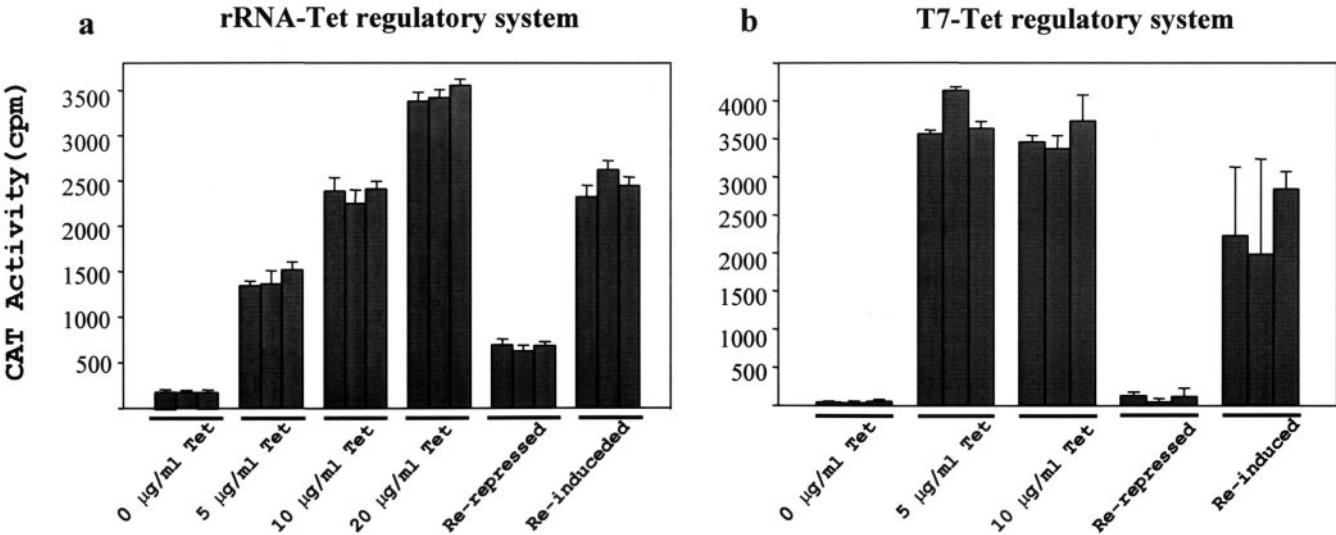 a
rRNA-Tet regulatory system
CAT Activity (cpm)
3500
3000
2500
2000
1500
1000
500
0 µg/ml Tet
5 µg/ml Tet
10 µg/ml Tet
20 µg/ml Tet
Re-repressed
Re-induceded
b
T7-Tet regulatory system
4000
3500
3000
2500
2000
1500
1000
500
0 µg/ml Tet
5 µg/ml Tet
10 µg/ml Tet
Re-repressed
Re-induced